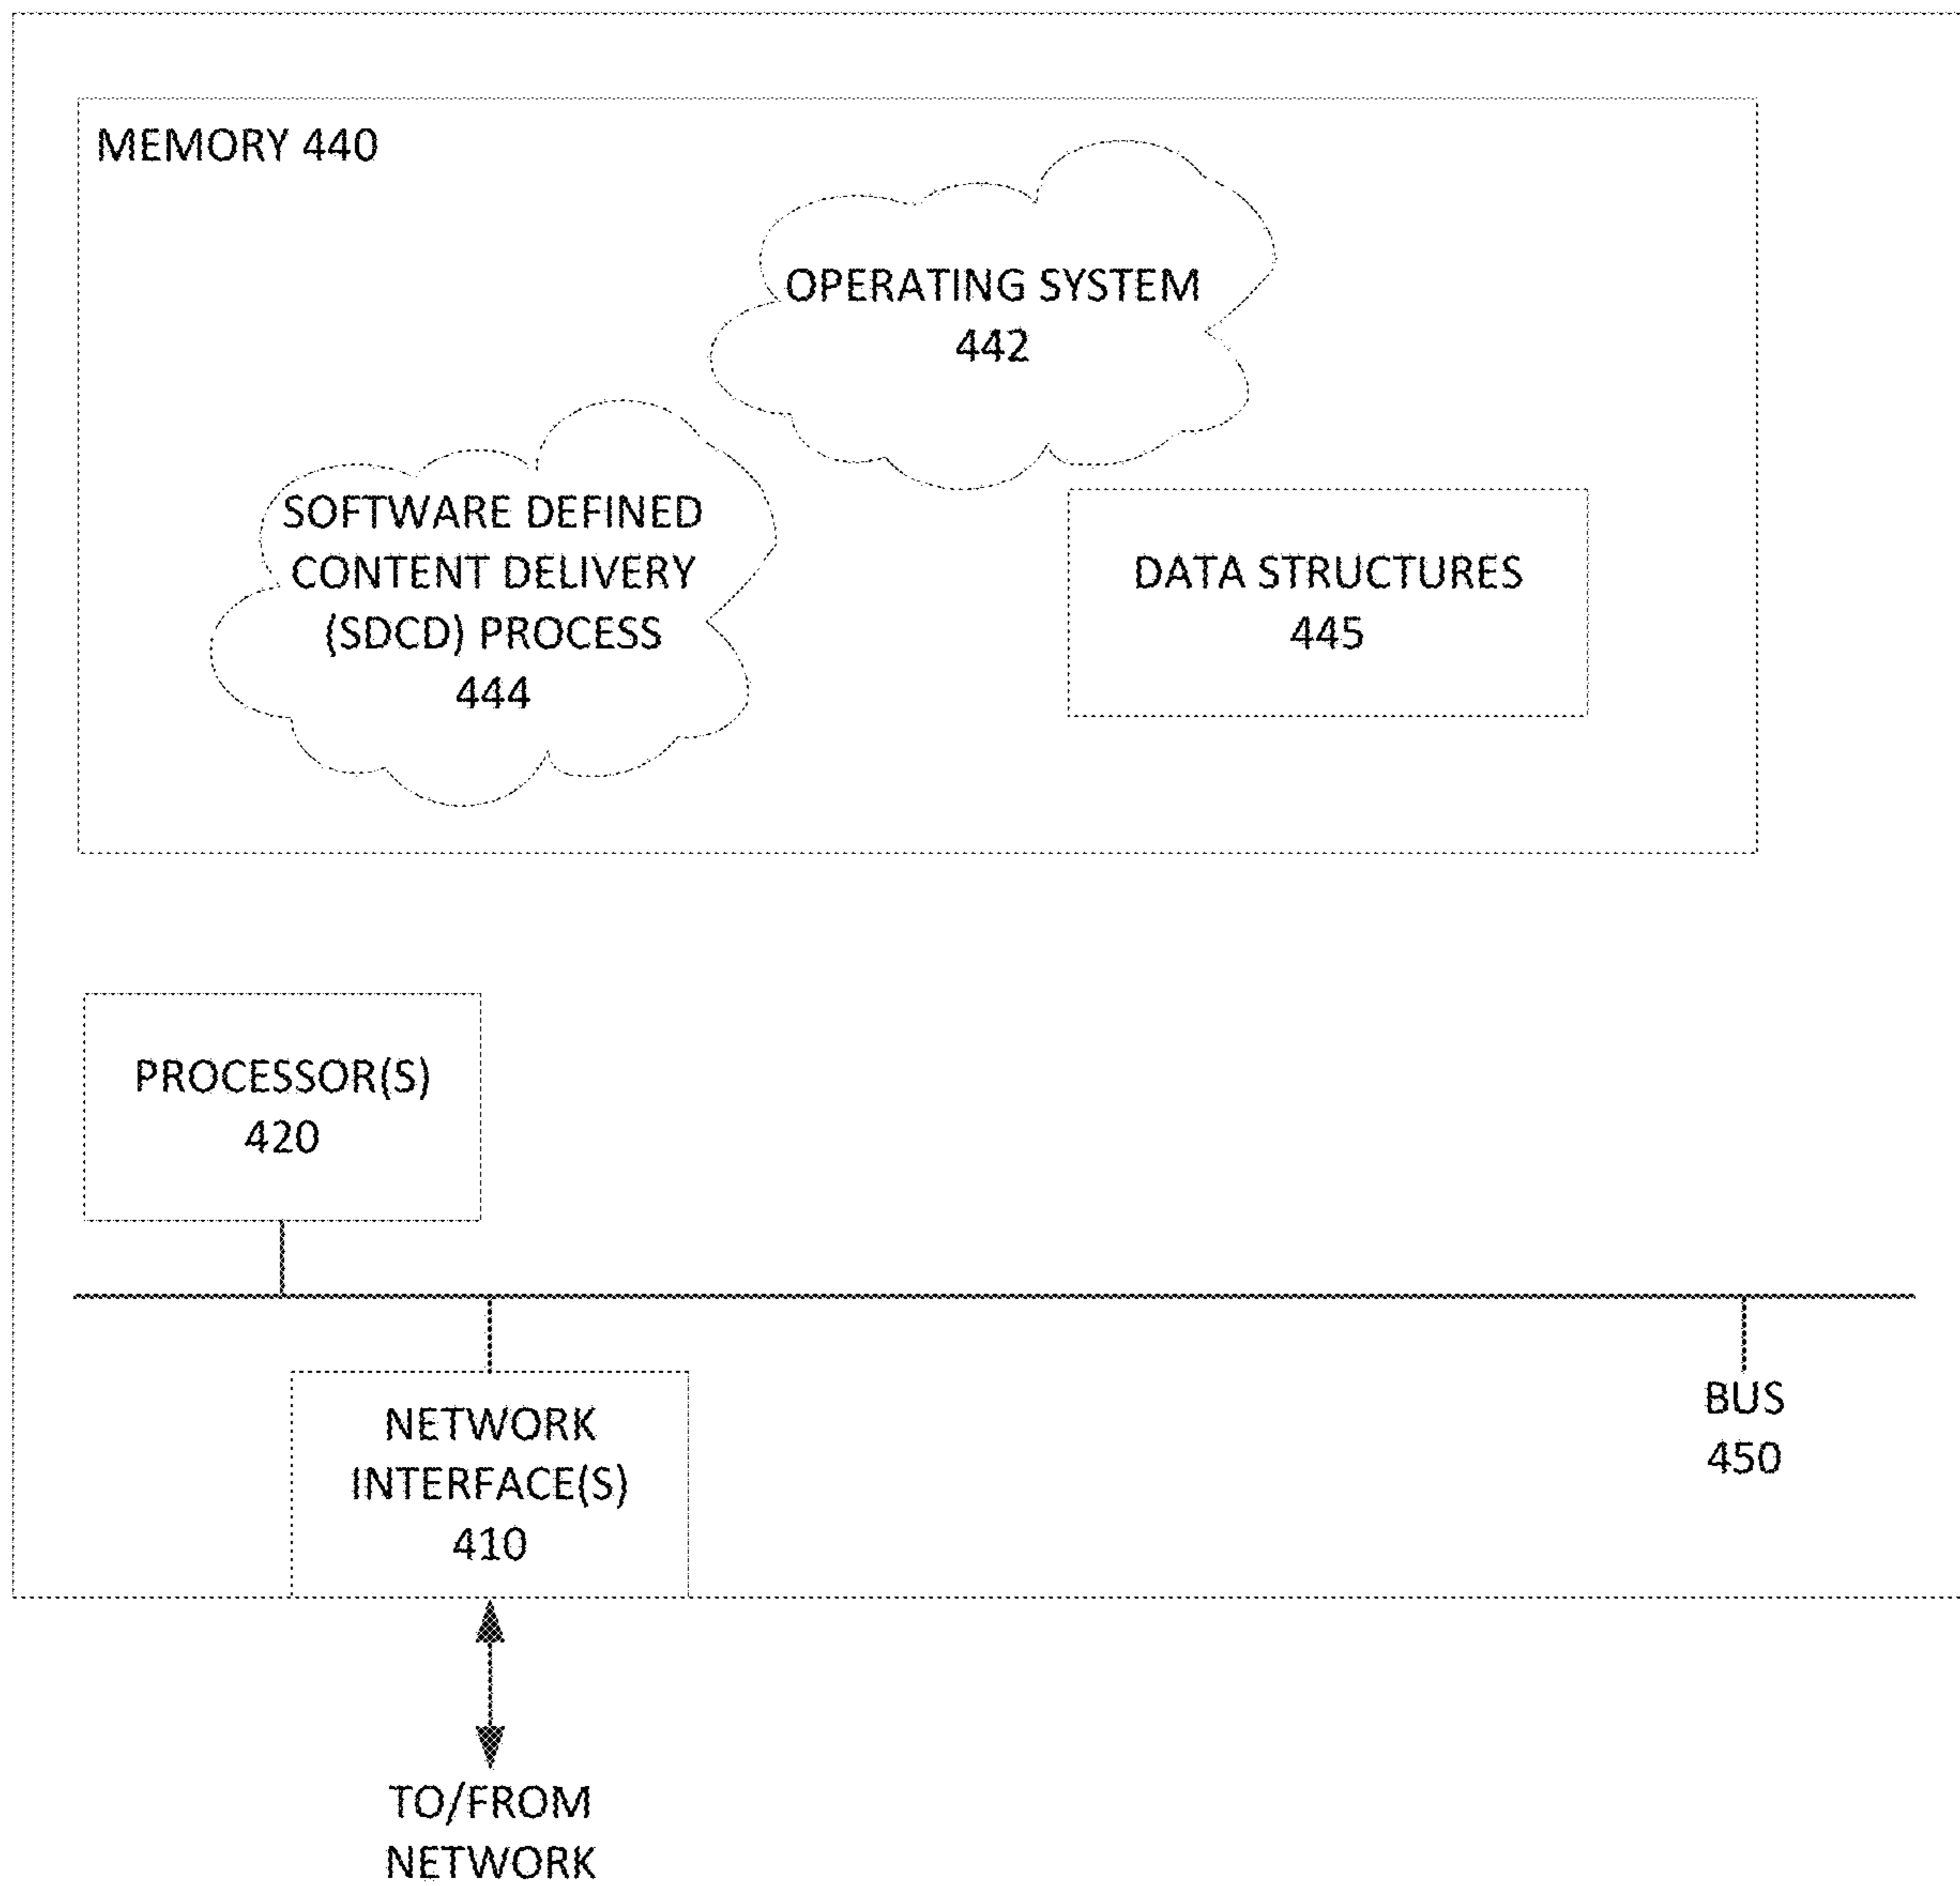 MEMORY 440
OPERATING SYSTEM
442
SOFTWARE DEFINED
CONTENT DELIVERY
(SDCD) PROCESS
444
DATA STRUCTURES
445
PROCESSOR(S)
420
NETWORK
INTERFACE(S)
410
BUS
450
TO/FROM
NETWORK